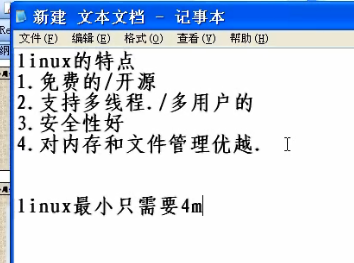 新建 文本文档 - 记事本
文件(F) 编辑(E) 格式(O) 查看(V) 帮助(H)
linux的特点
1.免费的/开源
2.支持多线程./多用户的
3.安全性好
4.对内存和文件管理优越.
linux最小只需要4m